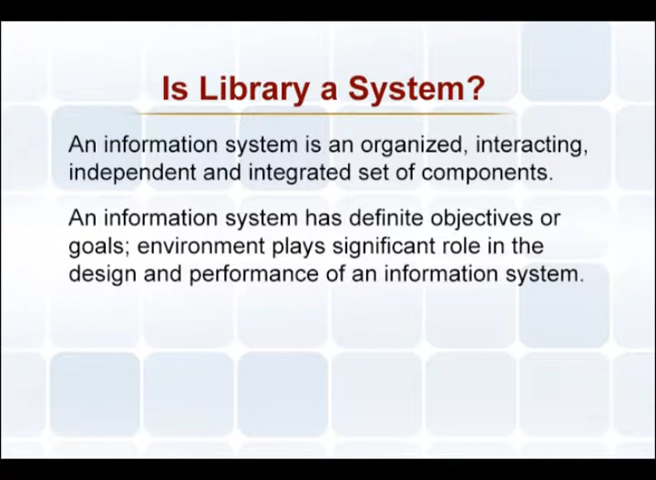 Is Library a System?
An information system is an organized, interacting,
independent and integrated set of components.
An information system has definite objectives or
goals; environment plays significant role in the
design and performance of an information system.